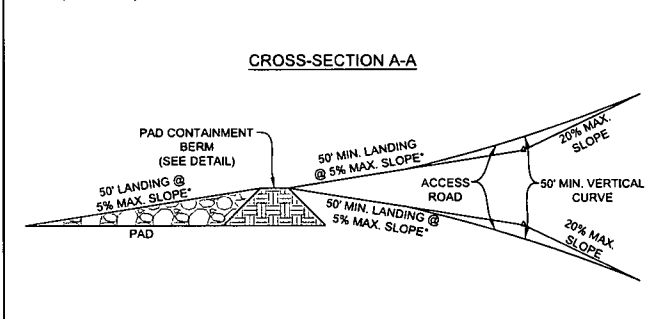 CROSS-SECTION A-A
PAD CONTAINMENT
BERM
(SEE DETAIL)
50' LANDING @
5% MAX. SLOPE*
PAD
50' MIN. LANDING
@ 5% MAX. SLOPE*
50' MIN. LANDING @
5% MAX. SLOPE*
ACCESS
ROAD
50' MIN. VERTICAL
CURVE
20% MAX.
SLOPE
20% MAX.
SLOPE